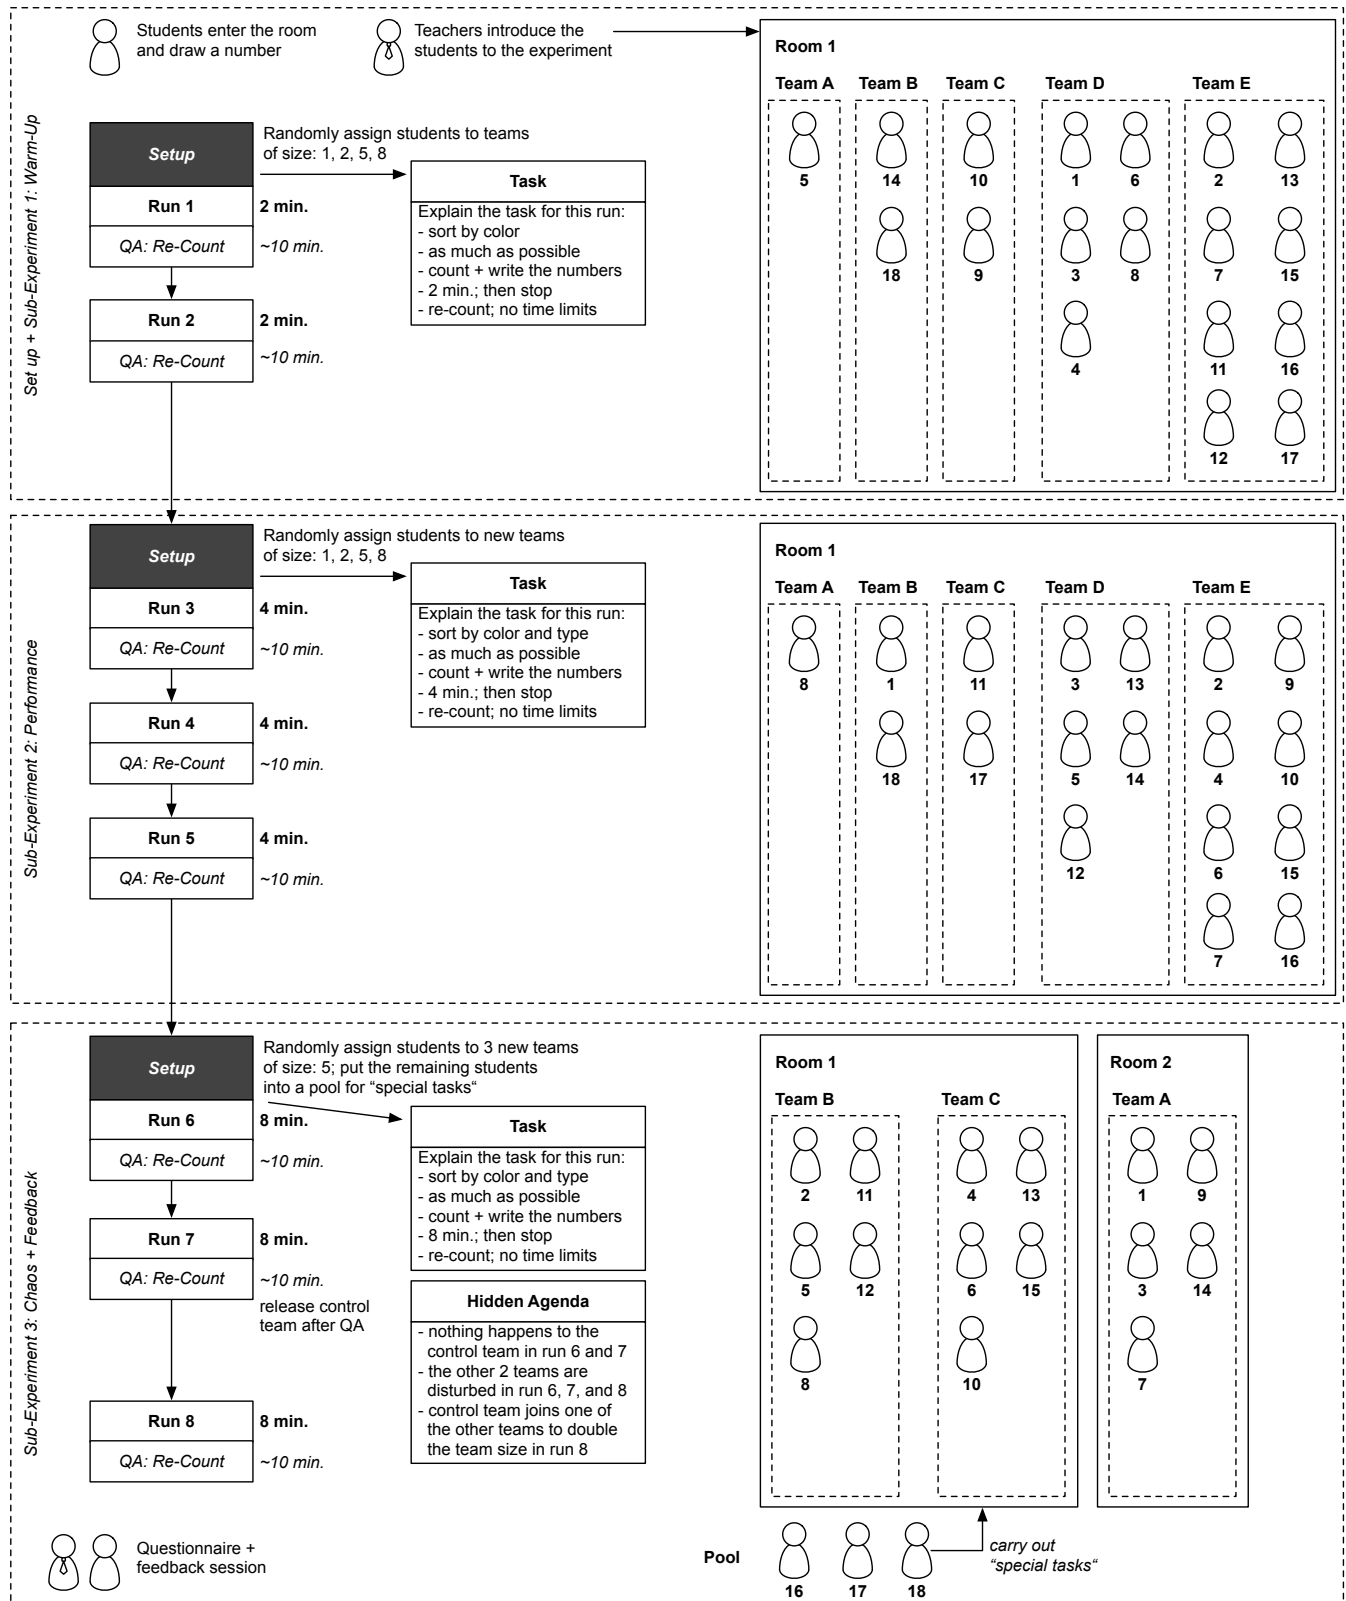 Students enter the room
and draw a number
Teachers introduce the
students to the experiment
Set up + Sub-Experiment 1: Warm-Up
Setup
Randomly assign students to teams
of size: 1, 2, 5, 8
Run 1
2 min.
QA: Re-Count
~10 min.
Run 2
2 min.
QA: Re-Count
~10 min.
Task
Explain the task for this run:
- sort by color
- as much as possible
- count + write the numbers
- 2 min.; then stop
- re-count; no time limits
Room 1
Team A Team B Team C Team D Team E
5 14 10 1 6 2 13
18 9 3 8 7 15
4 11 16
12 17
Sub-Experiment 2: Performance
Setup
Randomly assign students to new teams
of size: 1, 2, 5, 8
Run 3
4 min.
QA: Re-Count
~10 min.
Run 4
4 min.
QA: Re-Count
~10 min.
Run 5
4 min.
QA: Re-Count
~10 min.
Task
Explain the task for this run:
- sort by color and type
- as much as possible
- count + write the numbers
- 4 min.; then stop
- re-count; no time limits
Room 1
Team A Team B Team C Team D Team E
8 1 11 3 13 2 9
18 17 5 14 4 10
12 6 15
7 16
Sub-Experiment 3: Chaos + Feedback
Setup
Randomly assign students to 3 new teams
of size: 5; put the remaining students
into a pool for “special tasks“
Run 6
8 min.
QA: Re-Count
~10 min.
Run 7
8 min.
QA: Re-Count
~10 min.
release control
team after QA
Run 8
8 min.
QA: Re-Count
~10 min.
Task
Explain the task for this run:
- sort by color and type
- as much as possible
- count + write the numbers
- 8 min.; then stop
- re-count; no time limits
Hidden Agenda
- nothing happens to the
control team in run 6 and 7
- the other 2 teams are
disturbed in run 6, 7, and 8
- control team joins one of
the other teams to double
the team size in run 8
Room 1
Team B Team C
2 11 4 13
5 12 6 15
8 10
Room 2
Team A
1 9
3 14
7
Questionnaire +
feedback session
Pool
16 17 18
carry out
“special tasks“